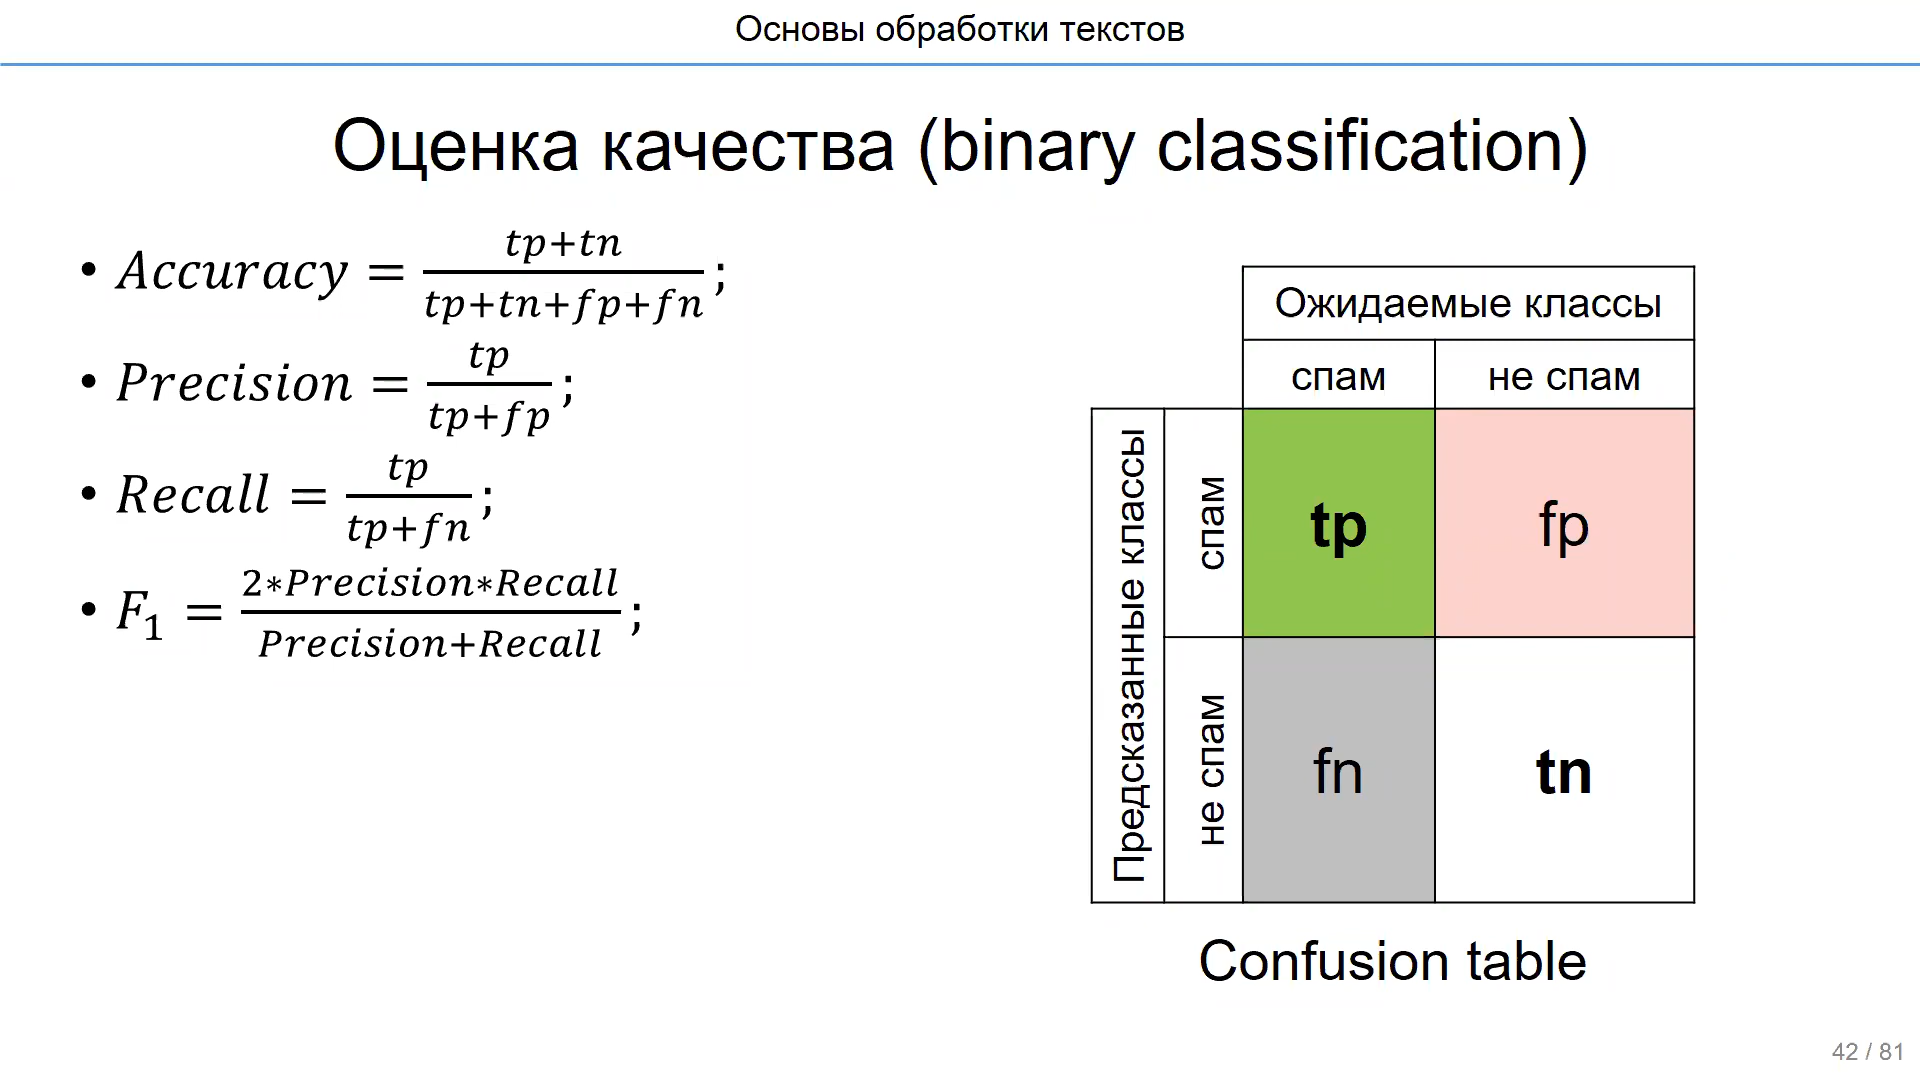 Основы обработки текстов
Оценка качества (binary classification)
• Accuracy = (tp+tn)/(tp+tn+fp+fn);
• Precision = tp/(tp+fp);
• Recall = tp/(tp+fn);
• F₁ = (2∗Precision∗Recall)/(Precision+Recall);
Ожидаемые классы
спам не спам
Предсказанные классы
спам
tp fp
не спам
fn tn
Confusion table
42 / 81